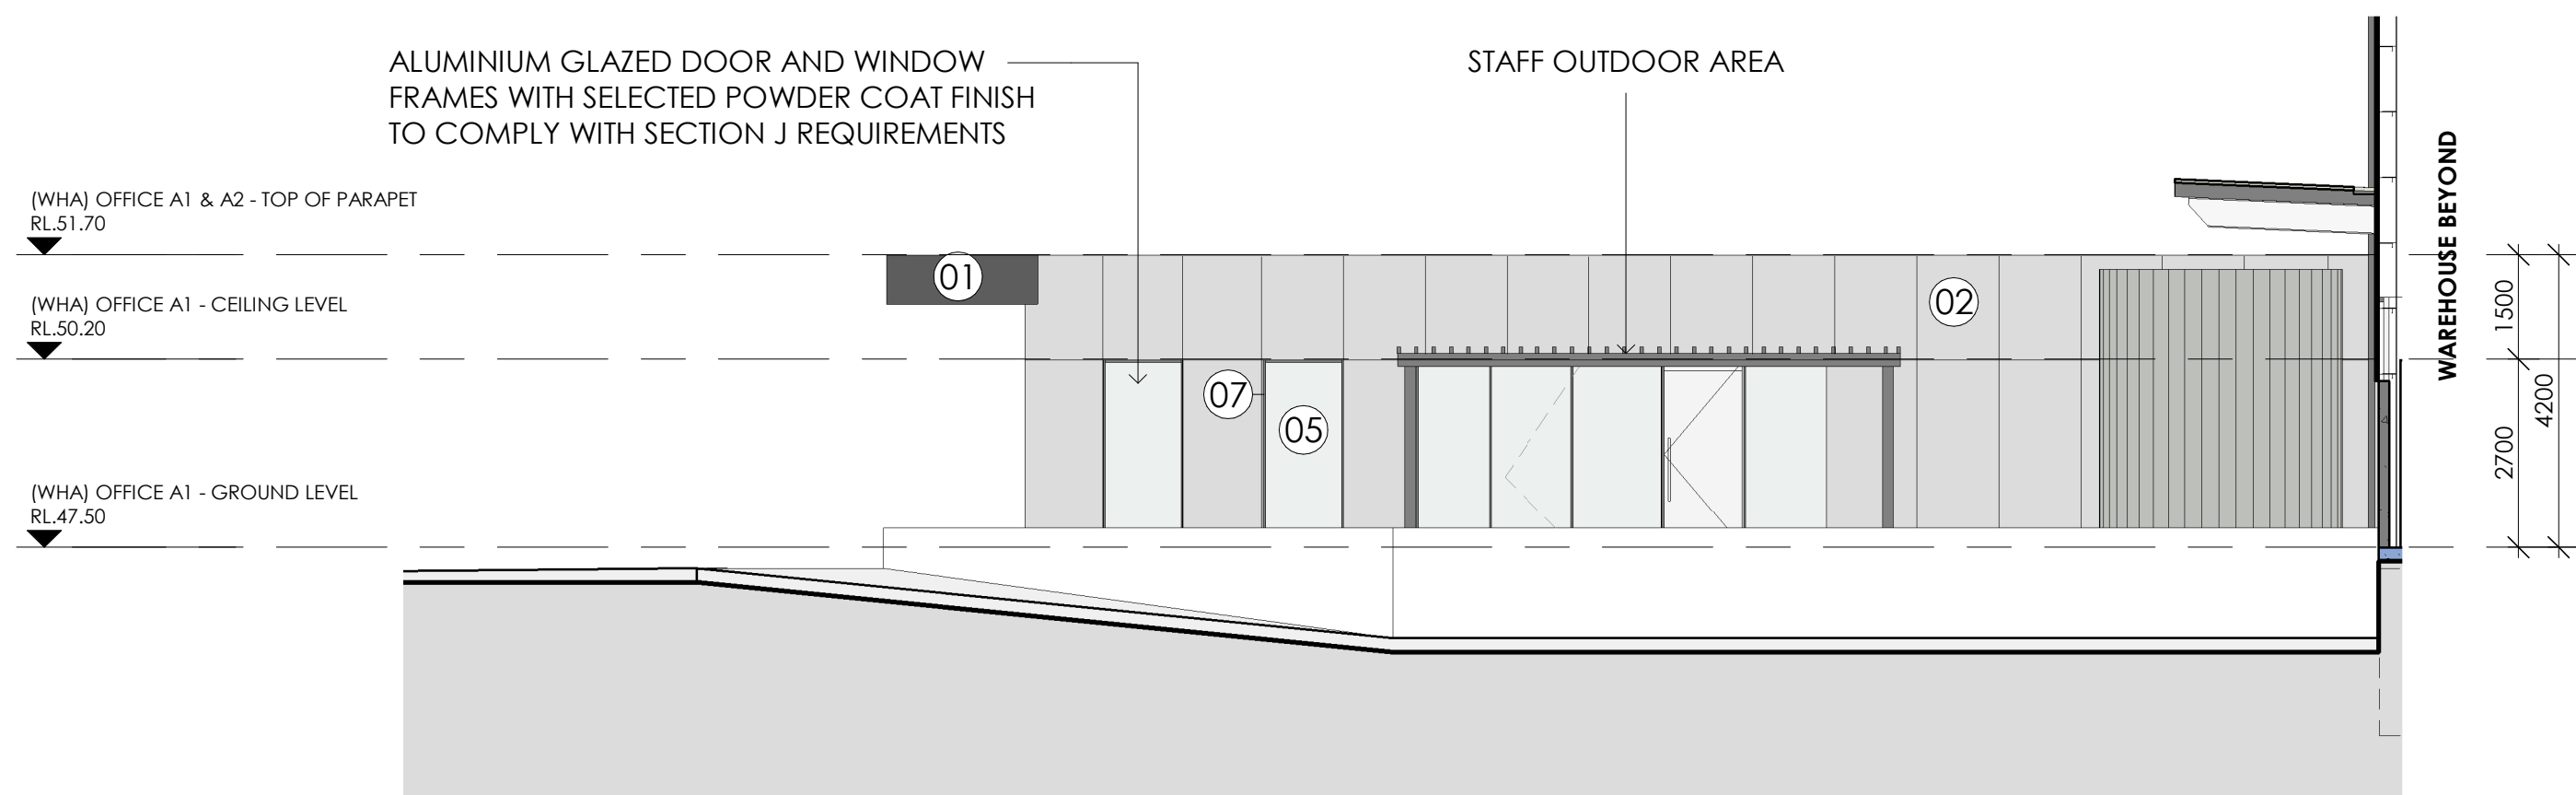 ALUMINIUM GLAZED DOOR AND WINDOW
FRAMES WITH SELECTED POWDER COAT FINISH
TO COMPLY WITH SECTION J REQUIREMENTS
STAFF OUTDOOR AREA
(WHA) OFFICE A1 & A2 - TOP OF PARAPET
RL.51.70
(WHA) OFFICE A1 - CEILING LEVEL
RL.50.20
(WHA) OFFICE A1 - GROUND LEVEL
RL.47.50
01
02
07
05
WAREHOUSE BEYOND
1500
2700
4200